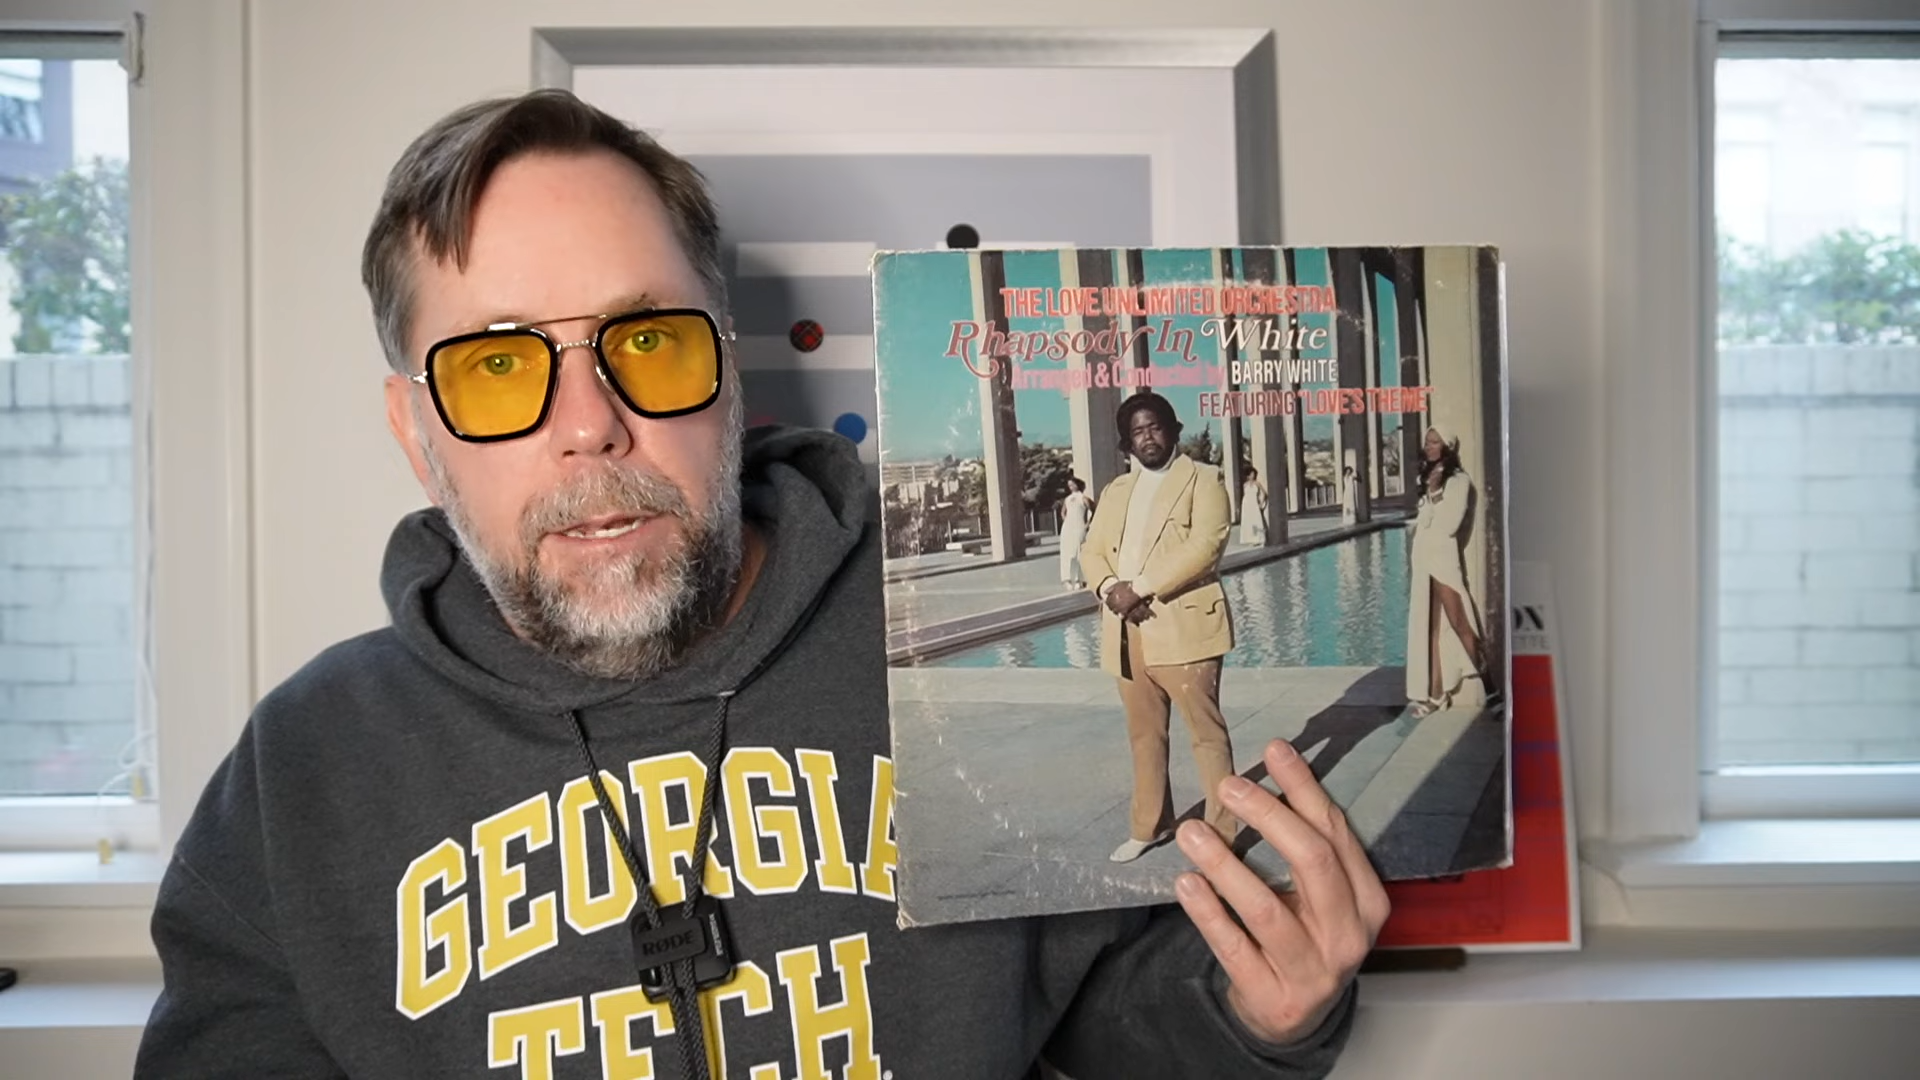 THE LOVE UNLIMITED ORCHESTRA
Rhapsody In White
Arranged & Conducted by BARRY WHITE
FEATURING "LOVE'S THEME"
GEORGIA
TECH
RØDE